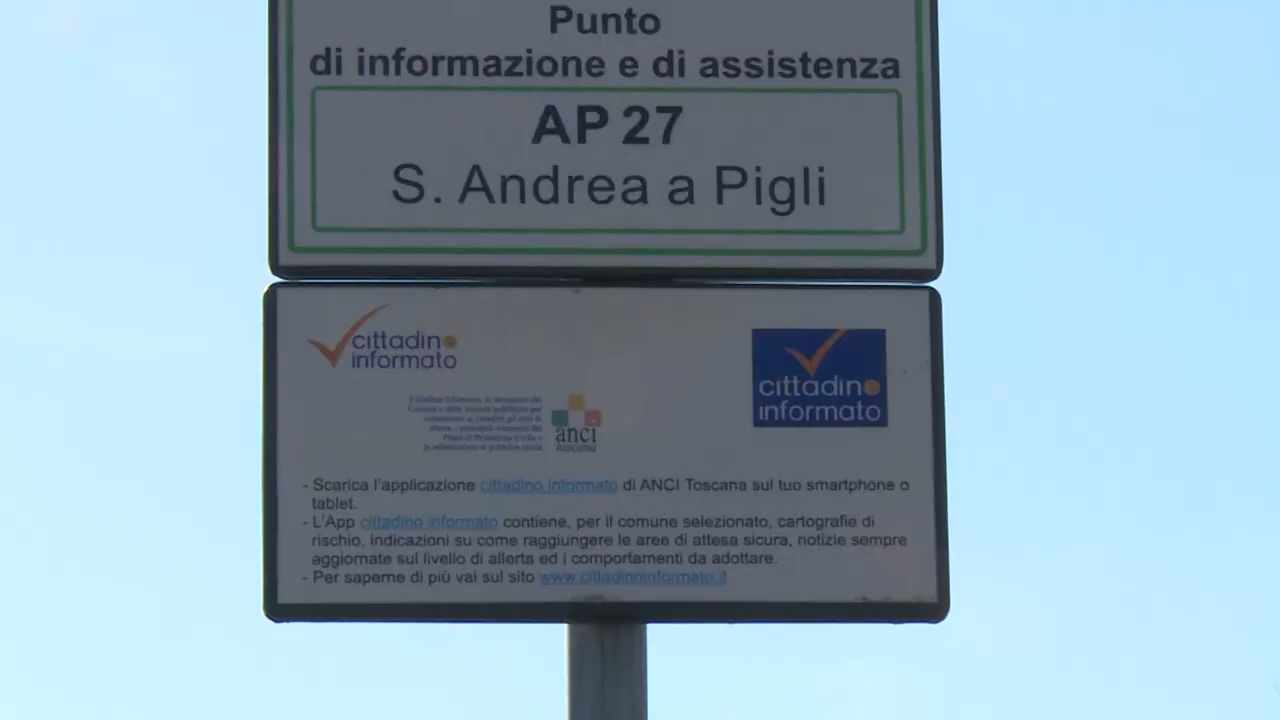 Punto
di informazione e di assistenza
AP 27
S. Andrea a Pigli
cittadino
informato
cittadino
informato
anci
toscana
- Scarica l'applicazione cittadino informato di ANCI Toscana sul tuo smartphone o
tablet.
- L'App cittadino informato contiene, per il comune selezionato, cartografie di
rischio, indicazioni su come raggiungere le aree di attesa sicura, notizie sempre
aggiornate sul livello di allerta ed i comportamenti da adottare.
- Per saperne di più vai sul sito www.cittadinoinformato.it